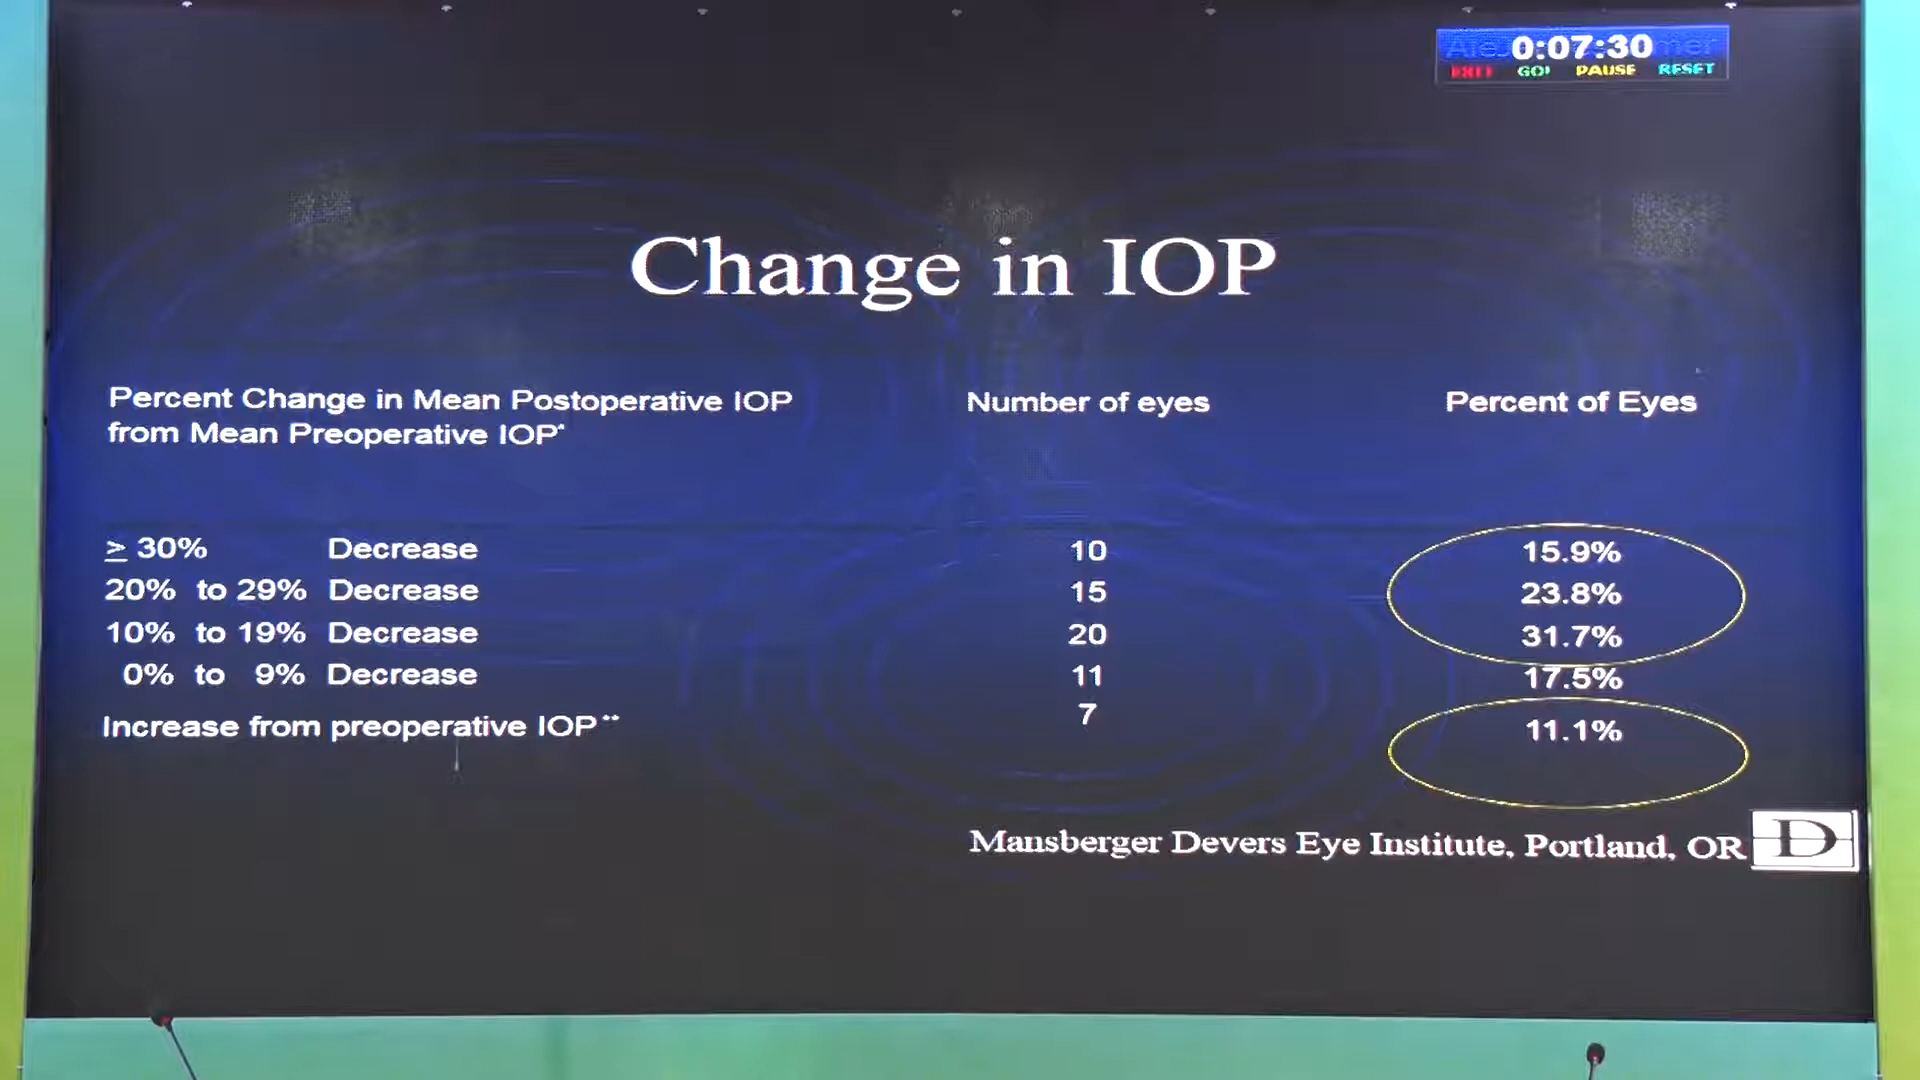 0:07:30
EXIT GO! PAUSE RESET
Change in IOP
Percent Change in Mean Postoperative IOP
from Mean Preoperative IOP*
Number of eyes
Percent of Eyes
≥ 30% Decrease 10 15.9%
20% to 29% Decrease 15 23.8%
10% to 19% Decrease 20 31.7%
0% to 9% Decrease 11 17.5%
Increase from preoperative IOP** 7 11.1%
Mansberger Devers Eye Institute, Portland, OR D